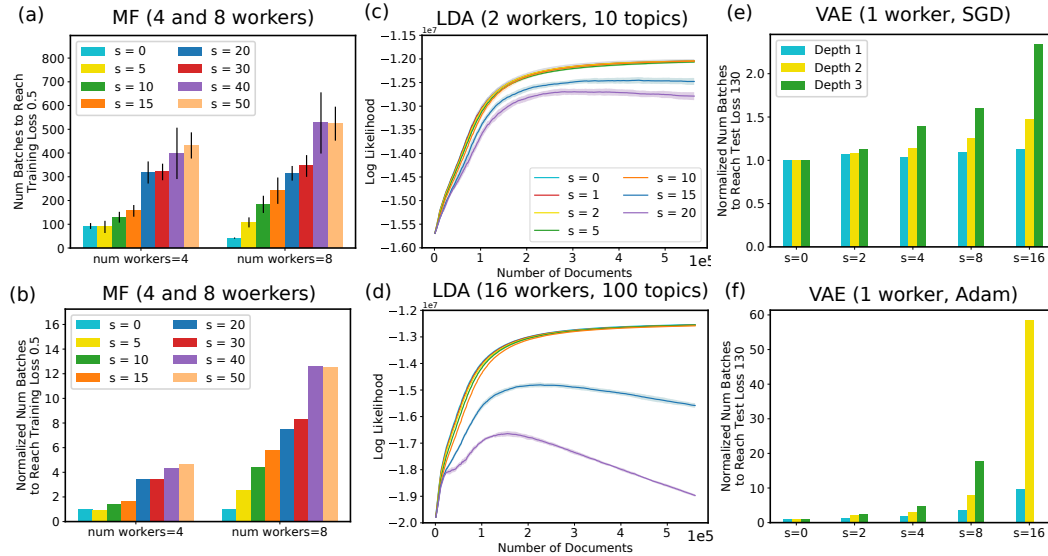 (a)
MF (4 and 8 workers)
Num Batches to Reach
Training Loss 0.5
800
700
600
500
400
300
200
100
0
s = 0
s = 5
s = 10
s = 15
s = 20
s = 30
s = 40
s = 50
num workers=4
num workers=8
(b)
MF (4 and 8 woerkers)
Normalized Num Batches
to Reach Training Loss 0.5
16
14
12
10
8
6
4
2
0
s = 0
s = 5
s = 10
s = 15
s = 20
s = 30
s = 40
s = 50
num workers=4
num workers=8
(c)
LDA (2 workers, 10 topics)
1e7
Log Likelihood
−1.15
−1.20
−1.25
−1.30
−1.35
−1.40
−1.45
−1.50
−1.55
−1.60
s = 0
s = 1
s = 2
s = 5
s = 10
s = 15
s = 20
0
1
2
3
4
5
1e5
Number of Documents
(d)
LDA (16 workers, 100 topics)
1e7
Log Likelihood
−1.2
−1.3
−1.4
−1.5
−1.6
−1.7
−1.8
−1.9
−2.0
0
1
2
3
4
5
1e5
Number of Documents
(e)
VAE (1 worker, SGD)
Normalized Num Batches
to Reach Test Loss 130
2.0
1.5
1.0
0.5
0.0
Depth 1
Depth 2
Depth 3
s=0
s=2
s=4
s=8
s=16
(f)
VAE (1 worker, Adam)
Normalized Num Batches
to Reach Test Loss 130
60
50
40
30
20
10
0
s=0
s=2
s=4
s=8
s=16